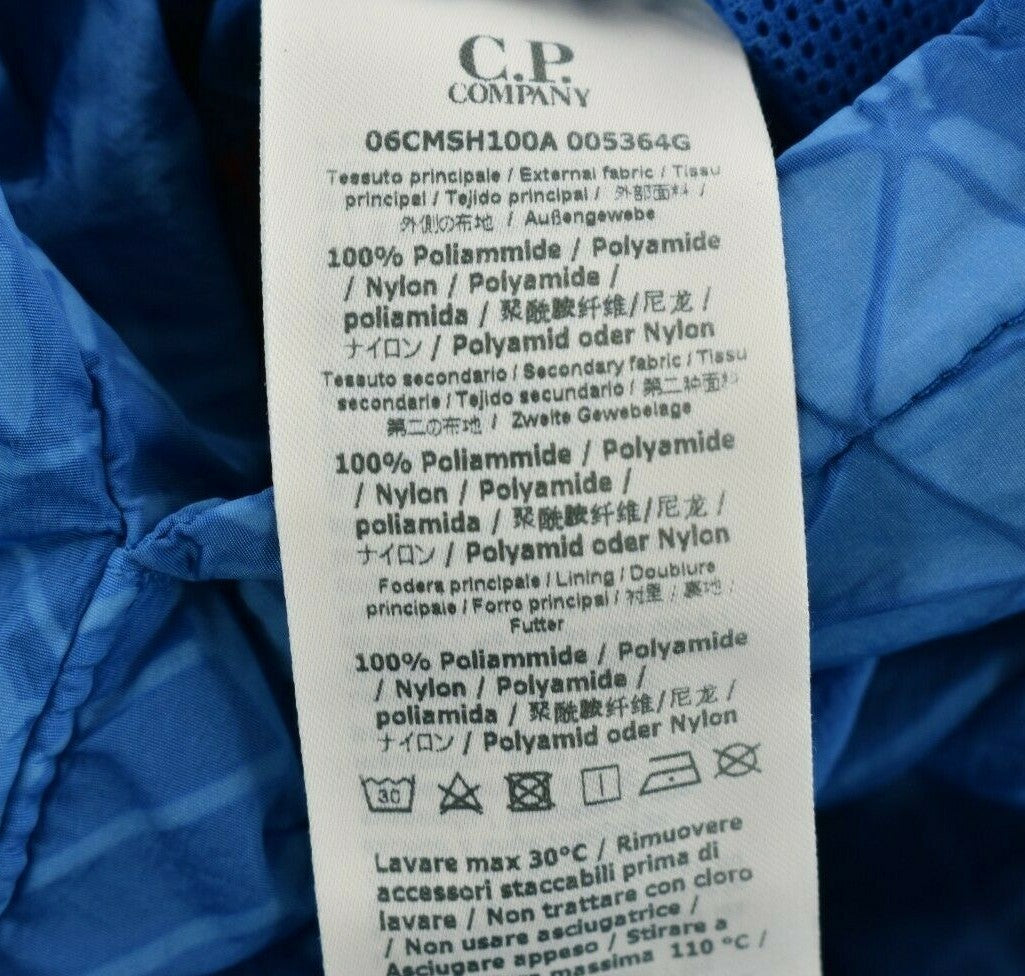 C.P.
COMPANY
06CMSH100A 005364G
Tessuto principale / External fabric / Tissu
principal / Tejido principal / 外部面料 /
外側の布地 / Außengewebe
100% Poliammide / Polyamide
/ Nylon / Polyamide /
poliamida / 聚酰胺纤维/尼龙 /
ナイロン / Polyamid oder Nylon
Tessuto secondario / Secondary fabric / Tissu
secondarie / Tejido secundario / 第二种面料
第二の布地 / Zweite Gewebelage
100% Poliammide / Polyamide
/ Nylon / Polyamide /
poliamida / 聚酰胺纤维/尼龙 /
ナイロン / Polyamid oder Nylon
Fodera principale / Lining / Doublure
principale / Forro principal / 衬里 / 裏地 /
Futter
100% Poliammide / Polyamide
/ Nylon / Polyamide /
poliamida / 聚酰胺纤维/尼龙 /
ナイロン / Polyamid oder Nylon
30
Lavare max 30°C / Rimuovere
accessori staccabili prima di
lavare / Non trattare con cloro
/ Non usare asciugatrice /
Asciugare appeso / Stirare a
massima 110 °C /